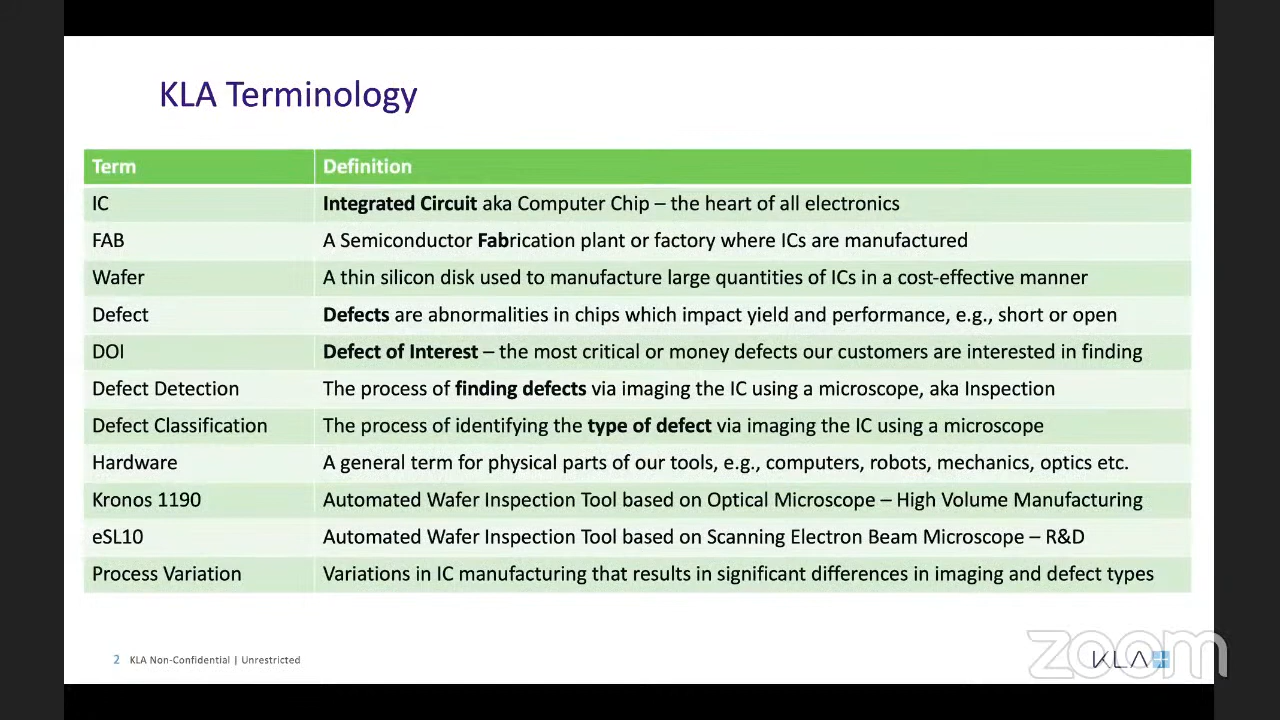 KLA Terminology
Term Definition
IC Integrated Circuit aka Computer Chip – the heart of all electronics
FAB A Semiconductor Fabrication plant or factory where ICs are manufactured
Wafer A thin silicon disk used to manufacture large quantities of ICs in a cost-effective manner
Defect Defects are abnormalities in chips which impact yield and performance, e.g., short or open
DOI Defect of Interest – the most critical or money defects our customers are interested in finding
Defect Detection The process of finding defects via imaging the IC using a microscope, aka Inspection
Defect Classification The process of identifying the type of defect via imaging the IC using a microscope
Hardware A general term for physical parts of our tools, e.g., computers, robots, mechanics, optics etc.
Kronos 1190 Automated Wafer Inspection Tool based on Optical Microscope – High Volume Manufacturing
eSL10 Automated Wafer Inspection Tool based on Scanning Electron Beam Microscope – R&D
Process Variation Variations in IC manufacturing that results in significant differences in imaging and defect types
2 KLA Non-Confidential | Unrestricted
KLA
zoom